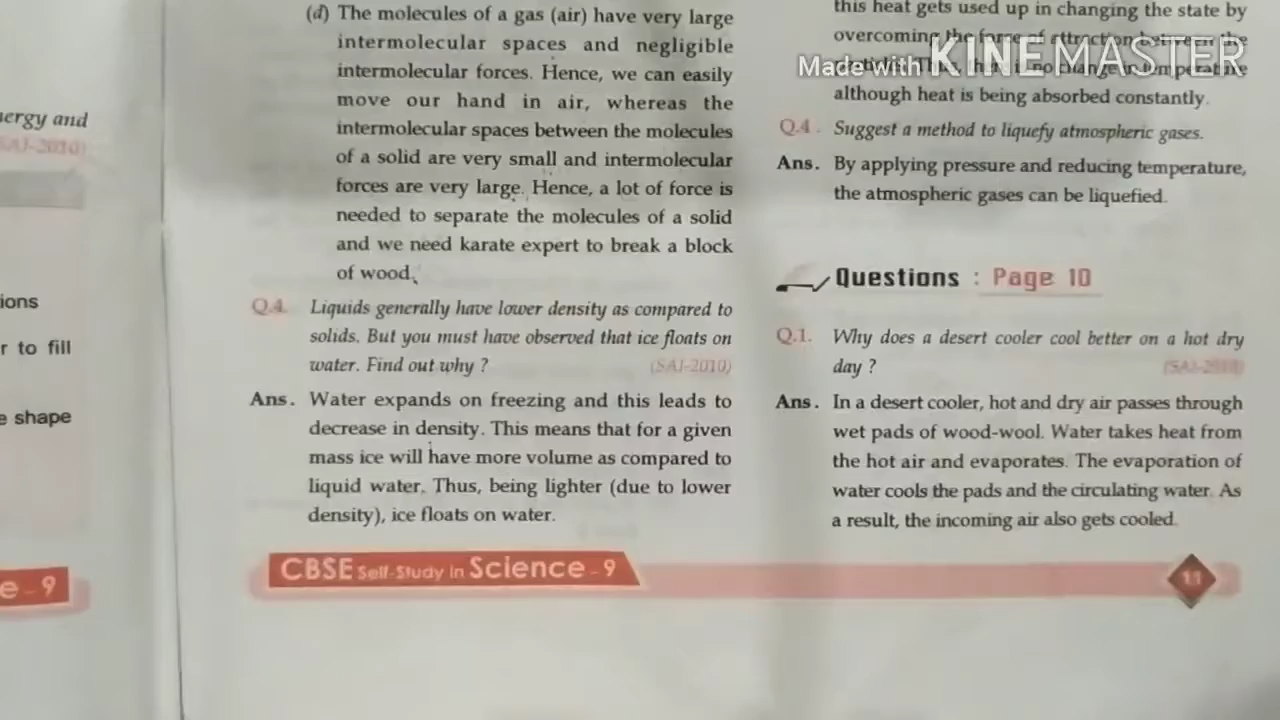 ergy and
SAJ-2010)
ions
r to fill
e shape
e - 9
(d) The molecules of a gas (air) have very large
intermolecular spaces and negligible
intermolecular forces. Hence, we can easily
move our hand in air, whereas the
intermolecular spaces between the molecules
of a solid are very small and intermolecular
forces are very large. Hence, a lot of force is
needed to separate the molecules of a solid
and we need karate expert to break a block
of wood.
Q.4. Liquids generally have lower density as compared to
solids. But you must have observed that ice floats on
water. Find out why ? (SAJ-2010)
Ans. Water expands on freezing and this leads to
decrease in density. This means that for a given
mass ice will have more volume as compared to
liquid water. Thus, being lighter (due to lower
density), ice floats on water.
this heat gets used up in changing the state by
overcoming the force of attraction between the
Made with KINEMASTER
although heat is being absorbed constantly.
Q.4. Suggest a method to liquefy atmospheric gases.
Ans. By applying pressure and reducing temperature,
the atmospheric gases can be liquefied.
Questions : Page 10
Q.1. Why does a desert cooler cool better on a hot dry
day ?
Ans. In a desert cooler, hot and dry air passes through
wet pads of wood-wool. Water takes heat from
the hot air and evaporates. The evaporation of
water cools the pads and the circulating water. As
a result, the incoming air also gets cooled.
CBSE Self-Study in Science - 9
11